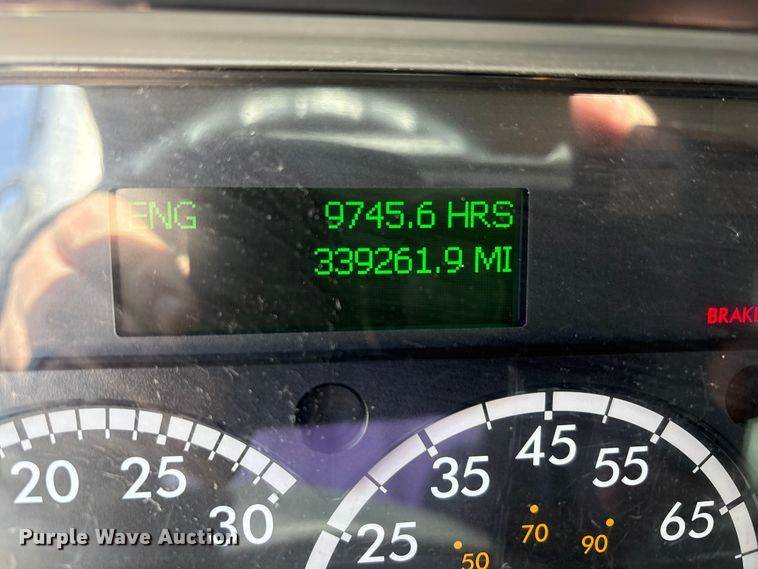 ENG 9745.6 HRS
339261.9 MI
20 25 30
25 35 45 55 65
50 70 90
Purple Wave Auction